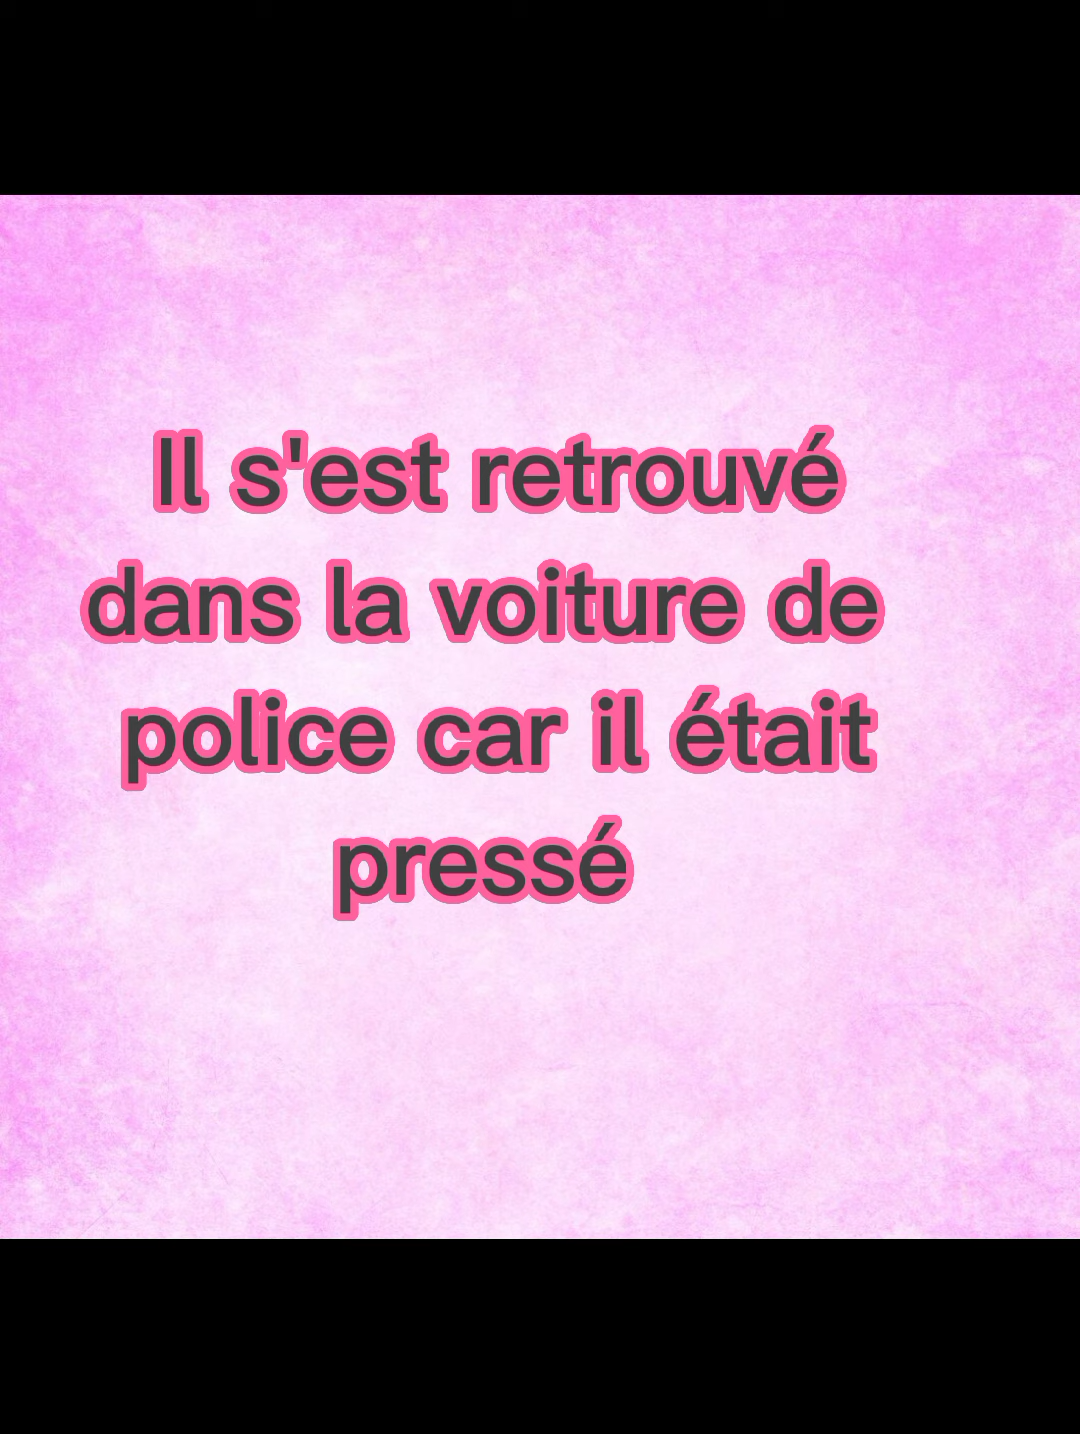 Il s'est retrouvé
dans la voiture de
police car il était
pressé